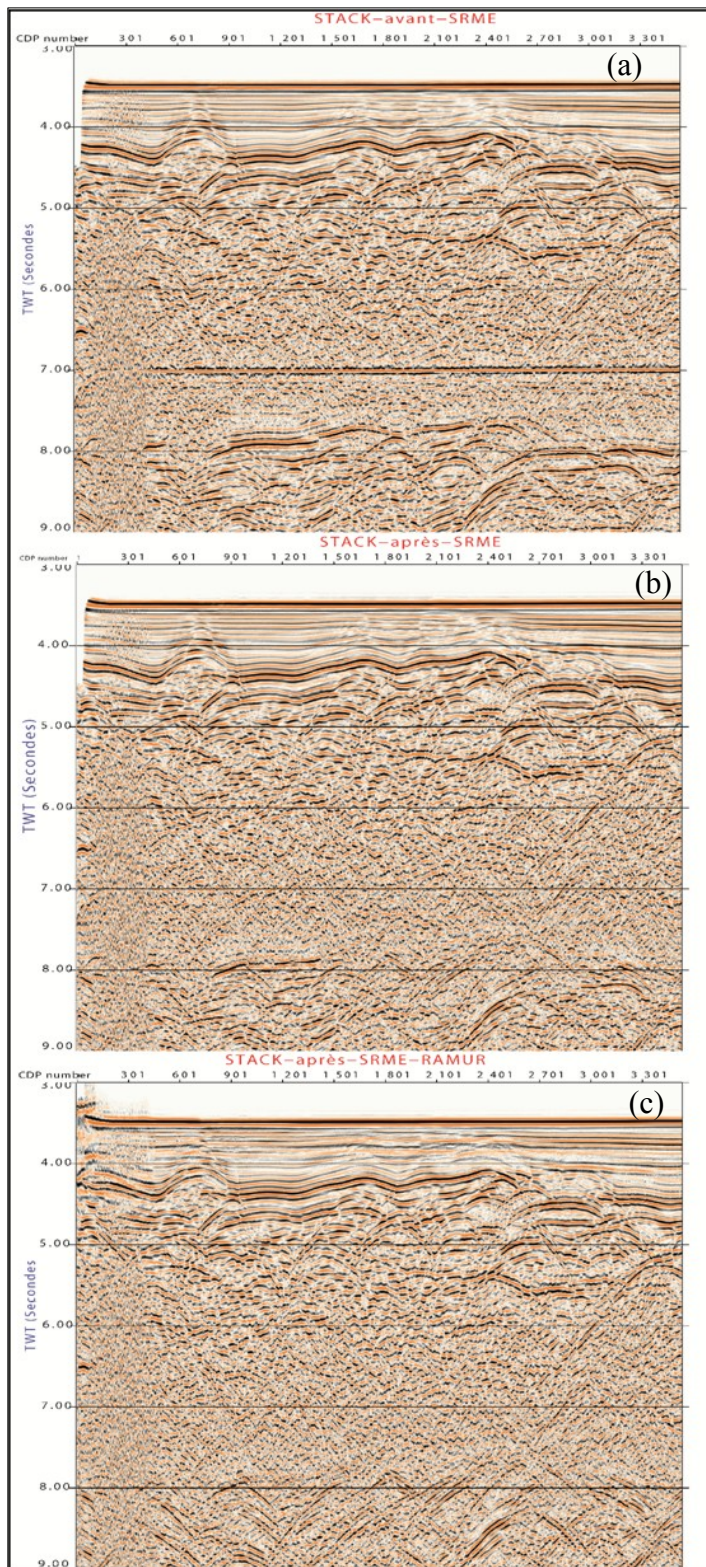 STACK-avant-SRME
CDP number 301 601 901 1 201 1 501 1 801 2 101 2 401 2 701 3 001 3 301
(a)
3.00
4.00
5.00
6.00
7.00
8.00
9.00
TWT (Secondes
STACK-après-SRME
CDP number 1 301 601 901 1 201 1 501 1 801 2 101 2 401 2 701 3 001 3 301
(b)
3.00
4.00
5.00
6.00
7.00
8.00
9.00
TWT (Secondes)
STACK-après-SRME-RAMUR
CDP number 301 601 901 1 201 1 501 1 801 2 101 2 401 2 701 3 001 3 301
(c)
3.00
4.00
5.00
6.00
7.00
8.00
9.00
TWT (Secondes